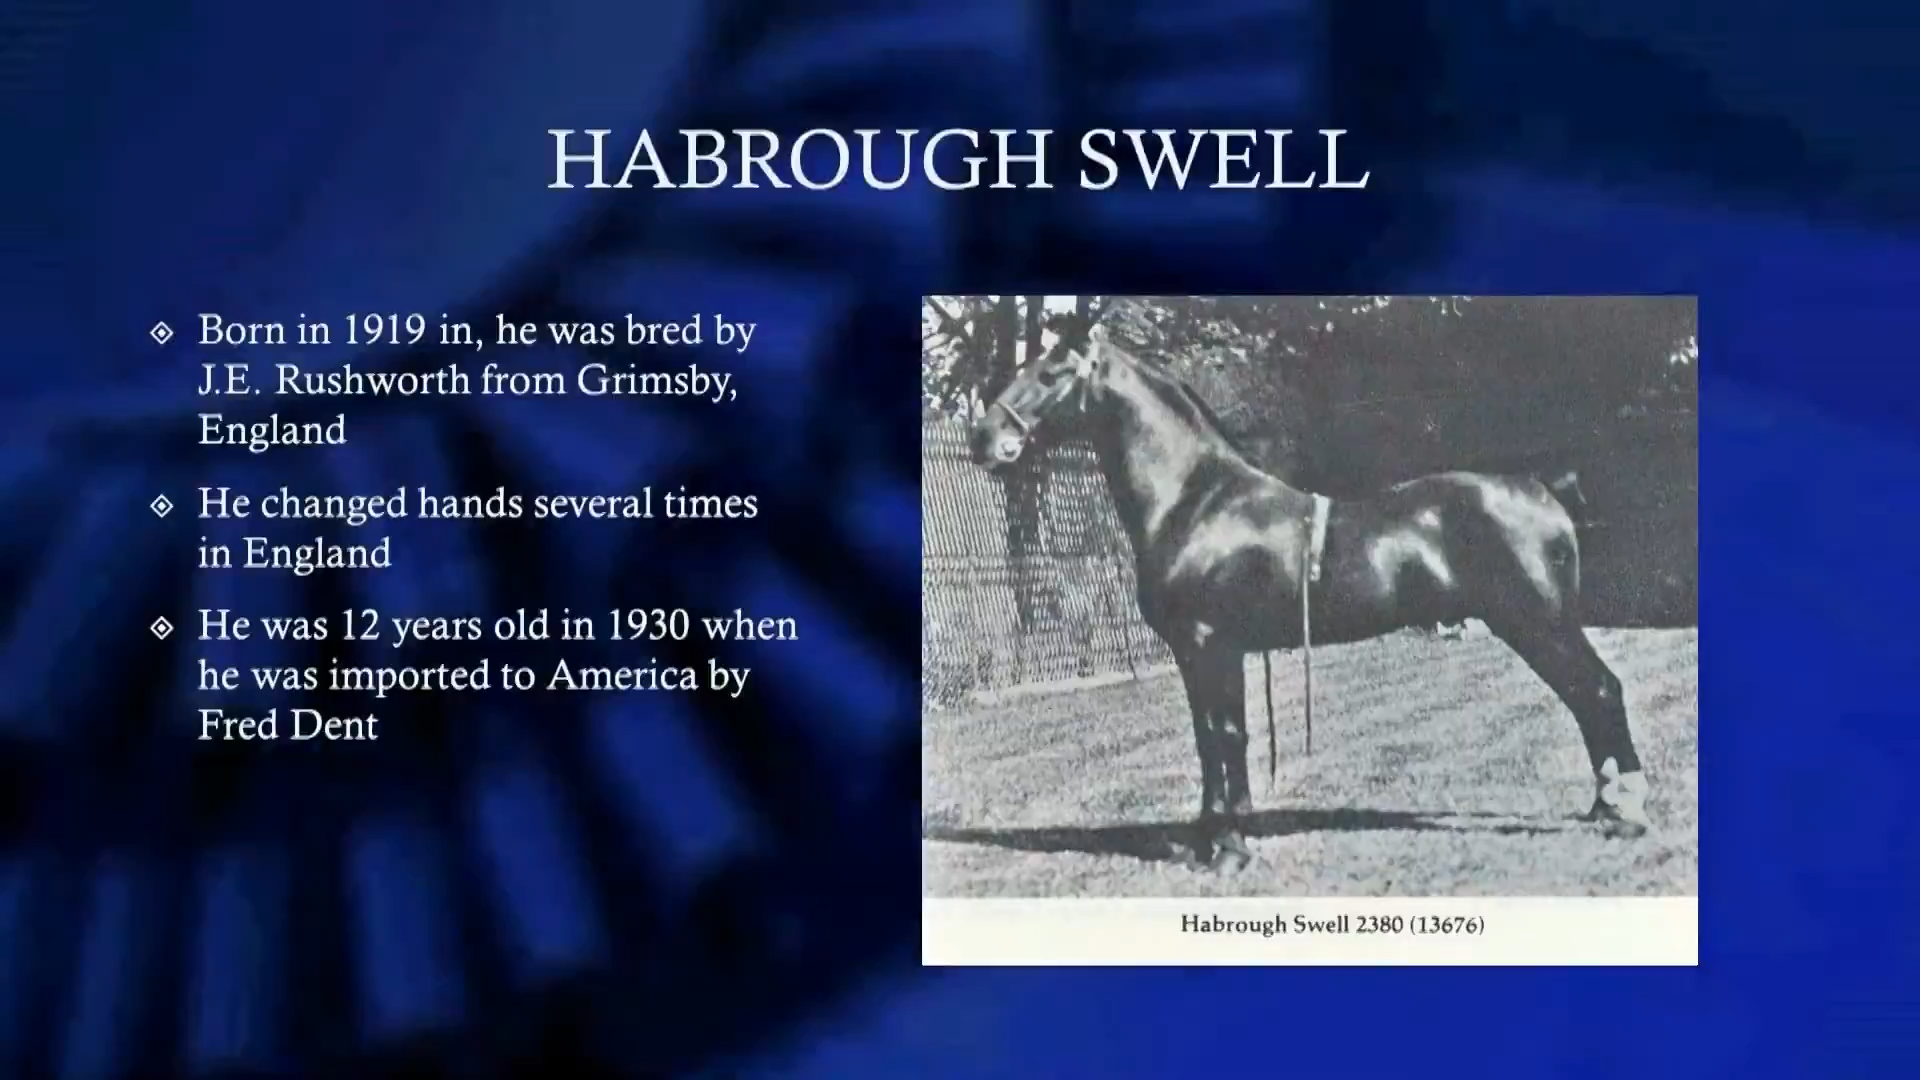 HABROUGH SWELL
Born in 1919 in, he was bred by
J.E. Rushworth from Grimsby,
England
He changed hands several times
in England
He was 12 years old in 1930 when
he was imported to America by
Fred Dent
Habrough Swell 2380 (13676)